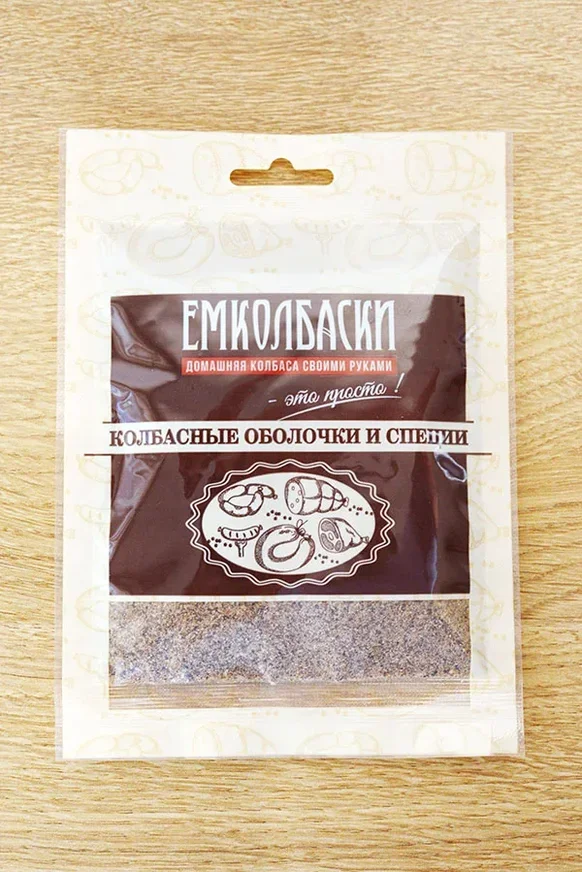 ЕМКОЛБАСКИ
ДОМАШНЯЯ КОЛБАСА СВОИМИ РУКАМИ
- это просто!
КОЛБАСНЫЕ ОБОЛОЧКИ И СПЕЦИИ